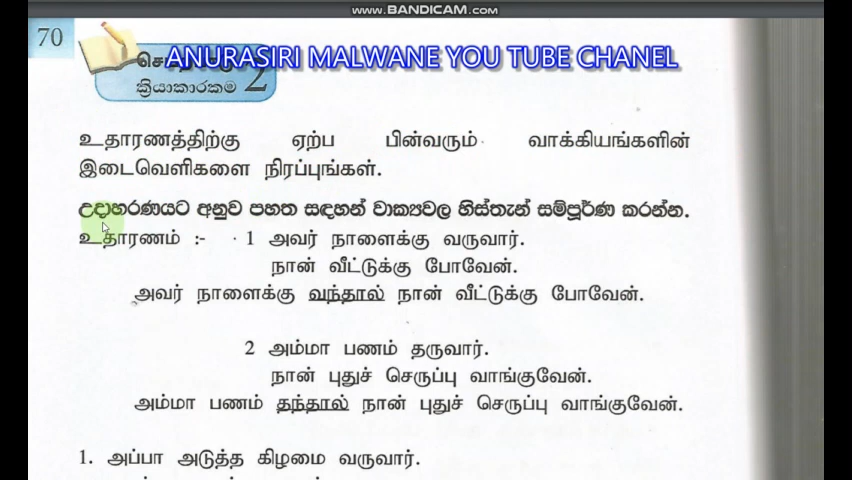 www.BANDICAM.com
70
ANURASIRI MALWANE YOU TUBE CHANEL
ක්‍රියාකාරකම 2
உதாரணத்திற்கு ஏற்ப பின்வரும் வாக்கியங்களின்
இடைவெளிகளை நிரப்புங்கள்.
උදාහරණයට අනුව පහත සඳහන් වාක්‍යවල හිස්තැන් සම්පූර්ණ කරන්න.
உதாரணம் :- 1 அவர் நாளைக்கு வருவார்.
நான் வீட்டுக்கு போவேன்.
அவர் நாளைக்கு வந்தால் நான் வீட்டுக்கு போவேன்.
2 அம்மா பணம் தருவார்.
நான் புதுச் செருப்பு வாங்குவேன்.
அம்மா பணம் தந்தால் நான் புதுச் செருப்பு வாங்குவேன்.
1. அப்பா அடுத்த கிழமை வருவார்.